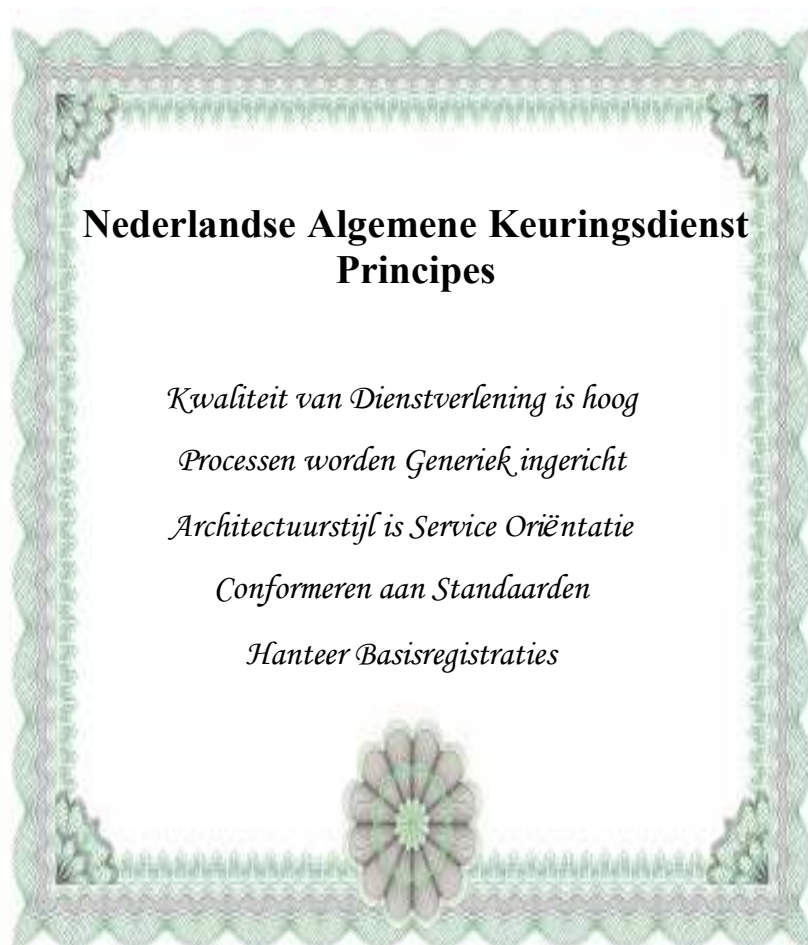 Nederlandse Algemene Keuringsdienst
Principes
Kwaliteit van Dienstverlening is hoog
Processen worden Generiek ingericht
Architectuurstijl is Service Oriëntatie
Conformeren aan Standaarden
Hanteer Basisregistraties